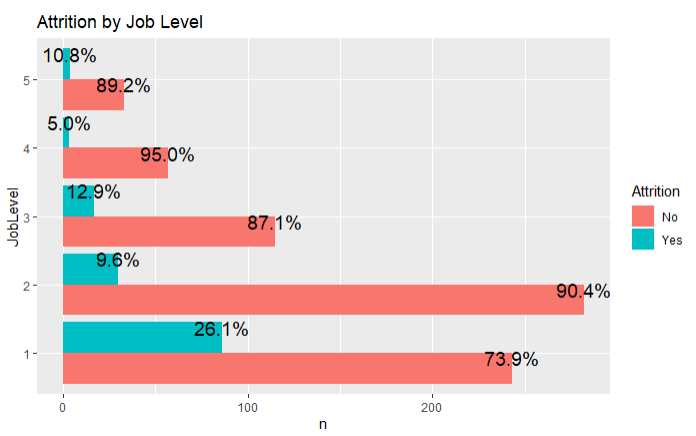 Attrition by Job Level
10.8%
5
89.2%
5.0%
4
95.0%
12.9%
3
87.1%
9.6%
2
90.4%
26.1%
1
73.9%
JobLevel
0 100 200
n
Attrition
No
Yes